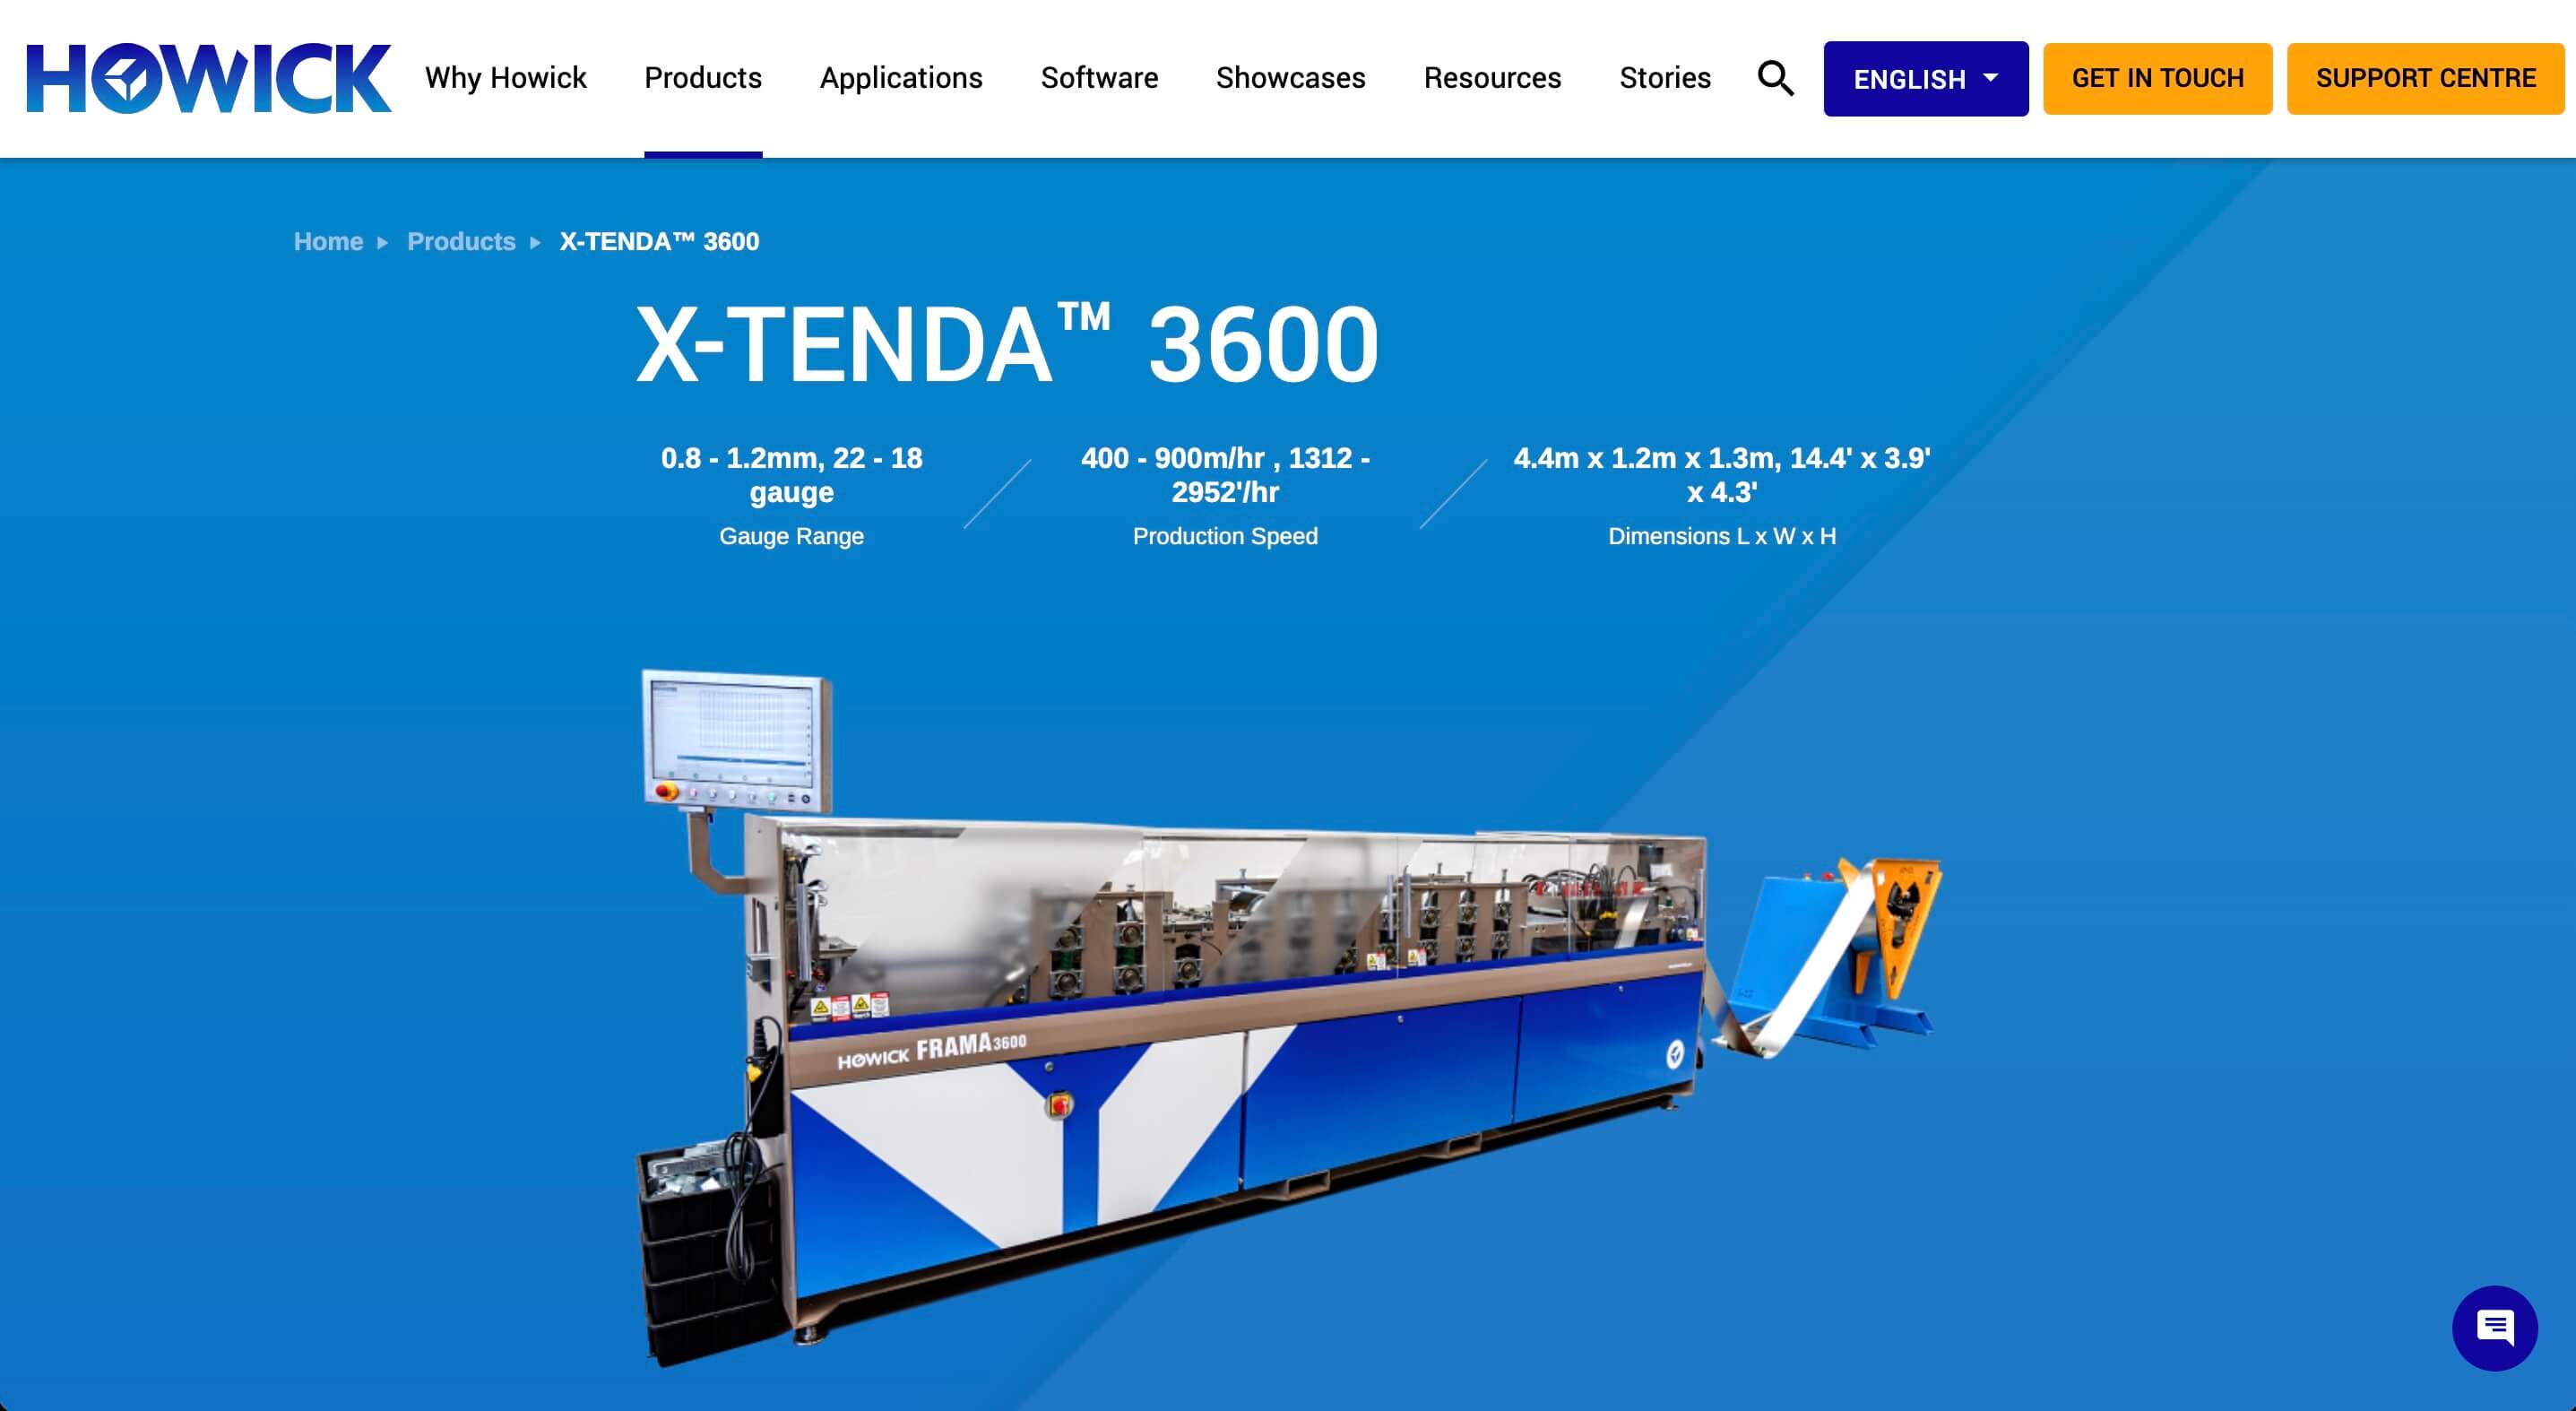 HOWICK
Why Howick
Products
Applications
Software
Showcases
Resources
Stories
ENGLISH
GET IN TOUCH
SUPPORT CENTRE
Home
Products
X-TENDA™ 3600
X-TENDA™ 3600
0.8 - 1.2mm, 22 - 18
gauge
Gauge Range
400 - 900m/hr , 1312 -
2952'/hr
Production Speed
4.4m x 1.2m x 1.3m, 14.4' x 3.9'
x 4.3'
Dimensions L x W x H
HOWICK FRAMA 3600